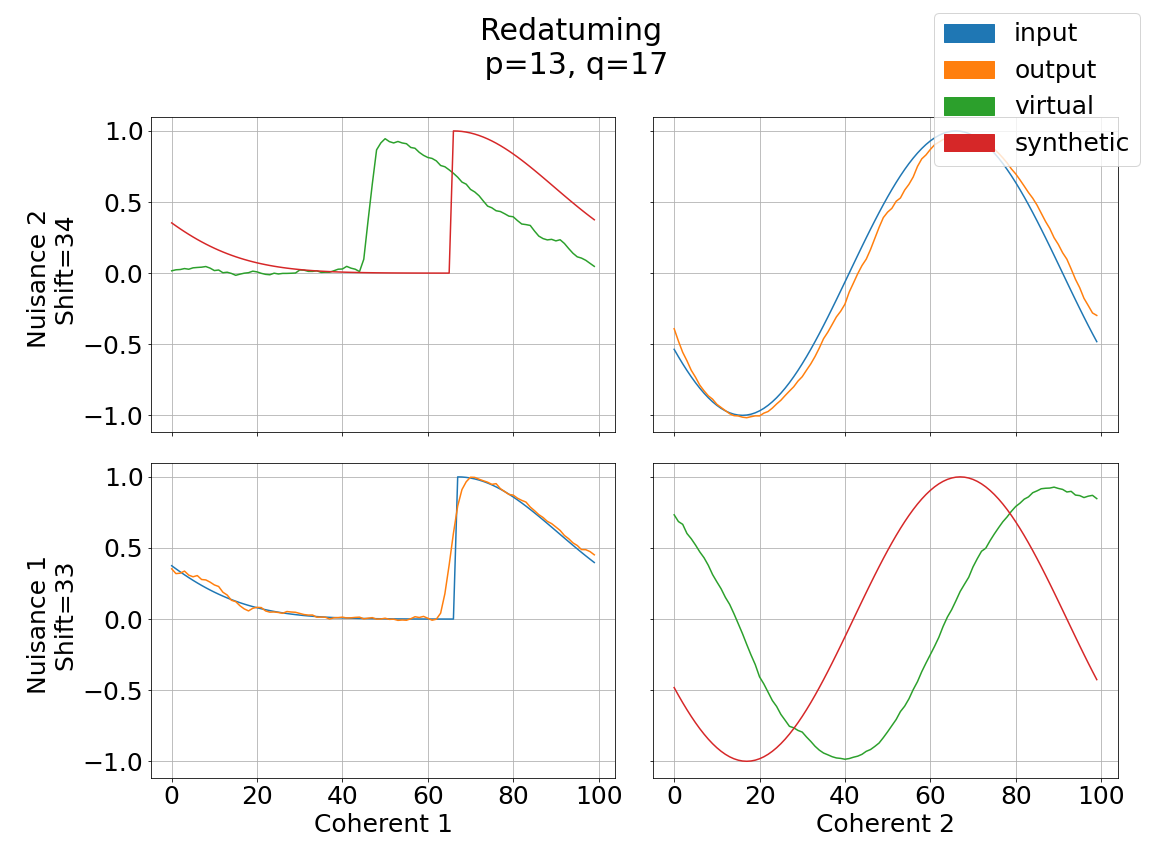 Redatuming
p=13, q=17
input
output
virtual
synthetic
Nuisance 2
Shift=34
1.0
0.5
0.0
−0.5
−1.0
Nuisance 1
Shift=33
1.0
0.5
0.0
−0.5
−1.0
0 20 40 60 80 100
0 20 40 60 80 100
Coherent 1
Coherent 2